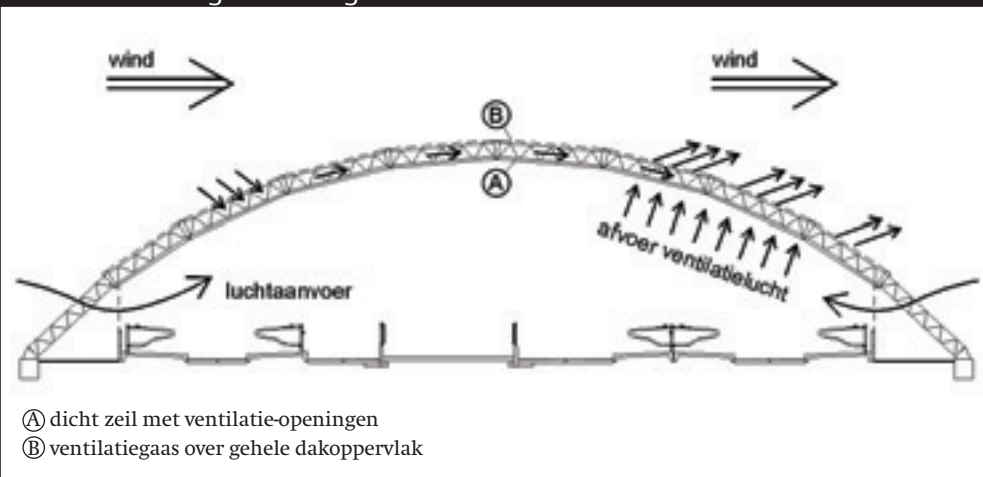 wind
wind
B
A
afvoer ventilatielucht
luchtaanvoer
A dicht zeil met ventilatie-openingen
B ventilatiegaas over gehele dakoppervlak